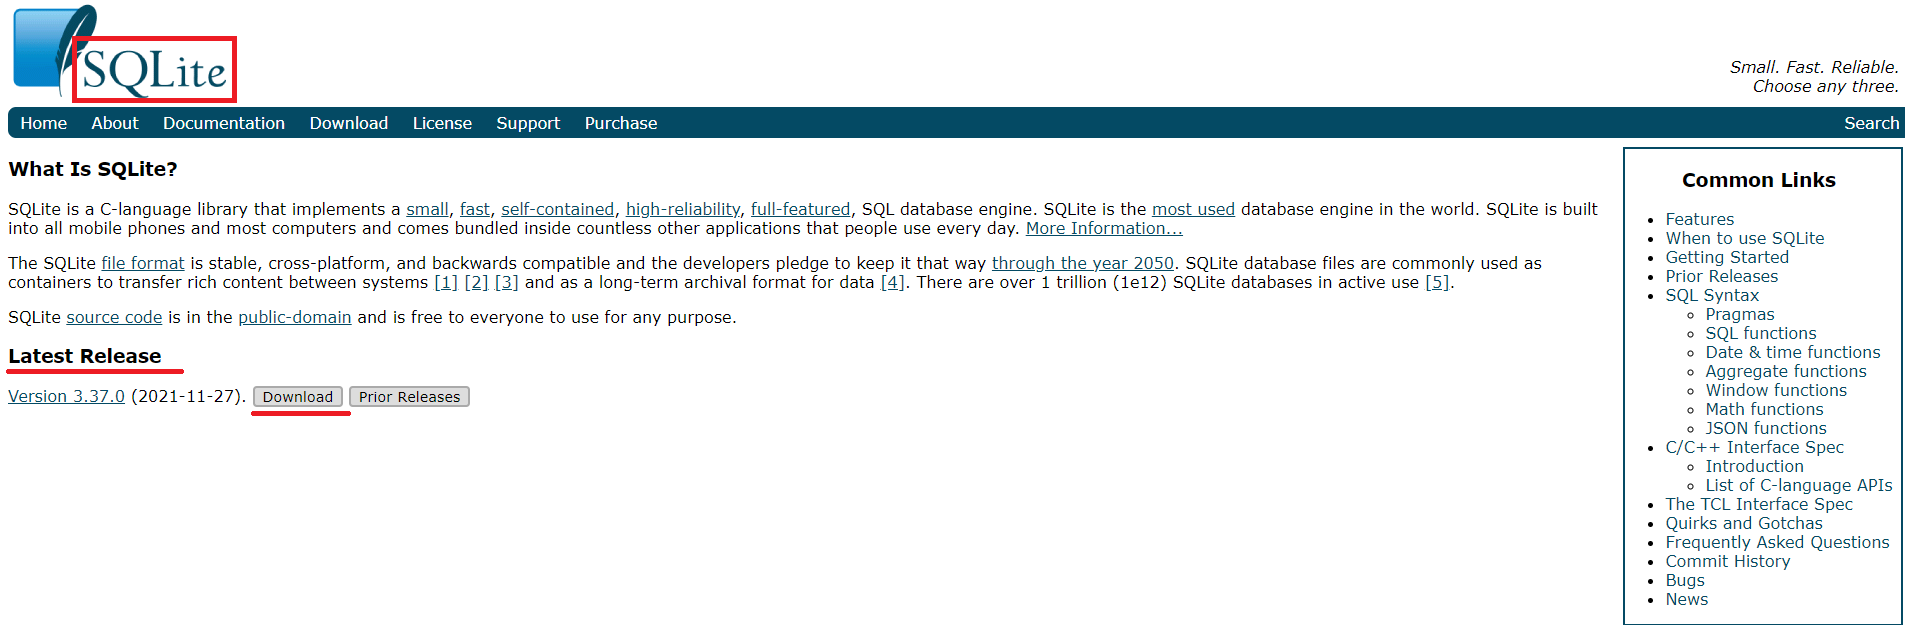 SQLite
Small. Fast. Reliable.
Choose any three.
Home About Documentation Download License Support Purchase Search
What Is SQLite?
SQLite is a C-language library that implements a small, fast, self-contained, high-reliability, full-featured, SQL database engine. SQLite is the most used database engine in the world. SQLite is built
into all mobile phones and most computers and comes bundled inside countless other applications that people use every day. More Information...
The SQLite file format is stable, cross-platform, and backwards compatible and the developers pledge to keep it that way through the year 2050. SQLite database files are commonly used as
containers to transfer rich content between systems [1] [2] [3] and as a long-term archival format for data [4]. There are over 1 trillion (1e12) SQLite databases in active use [5].
SQLite source code is in the public-domain and is free to everyone to use for any purpose.
Latest Release
Version 3.37.0 (2021-11-27). Download Prior Releases
Common Links
Features
When to use SQLite
Getting Started
Prior Releases
SQL Syntax
Pragmas
SQL functions
Date & time functions
Aggregate functions
Window functions
Math functions
JSON functions
C/C++ Interface Spec
Introduction
List of C-language APIs
The TCL Interface Spec
Quirks and Gotchas
Frequently Asked Questions
Commit History
Bugs
News